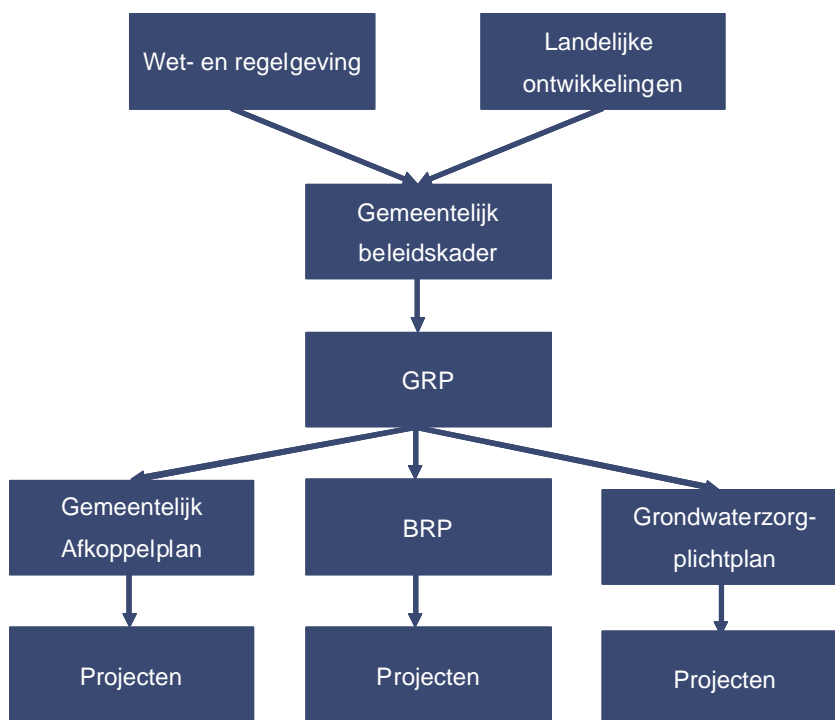 Wet- en regelgeving
Landelijke
ontwikkelingen
Gemeentelijk
beleidskader
GRP
Gemeentelijk
Afkoppelplan
BRP
Grondwaterzorg-
plichtplan
Projecten
Projecten
Projecten